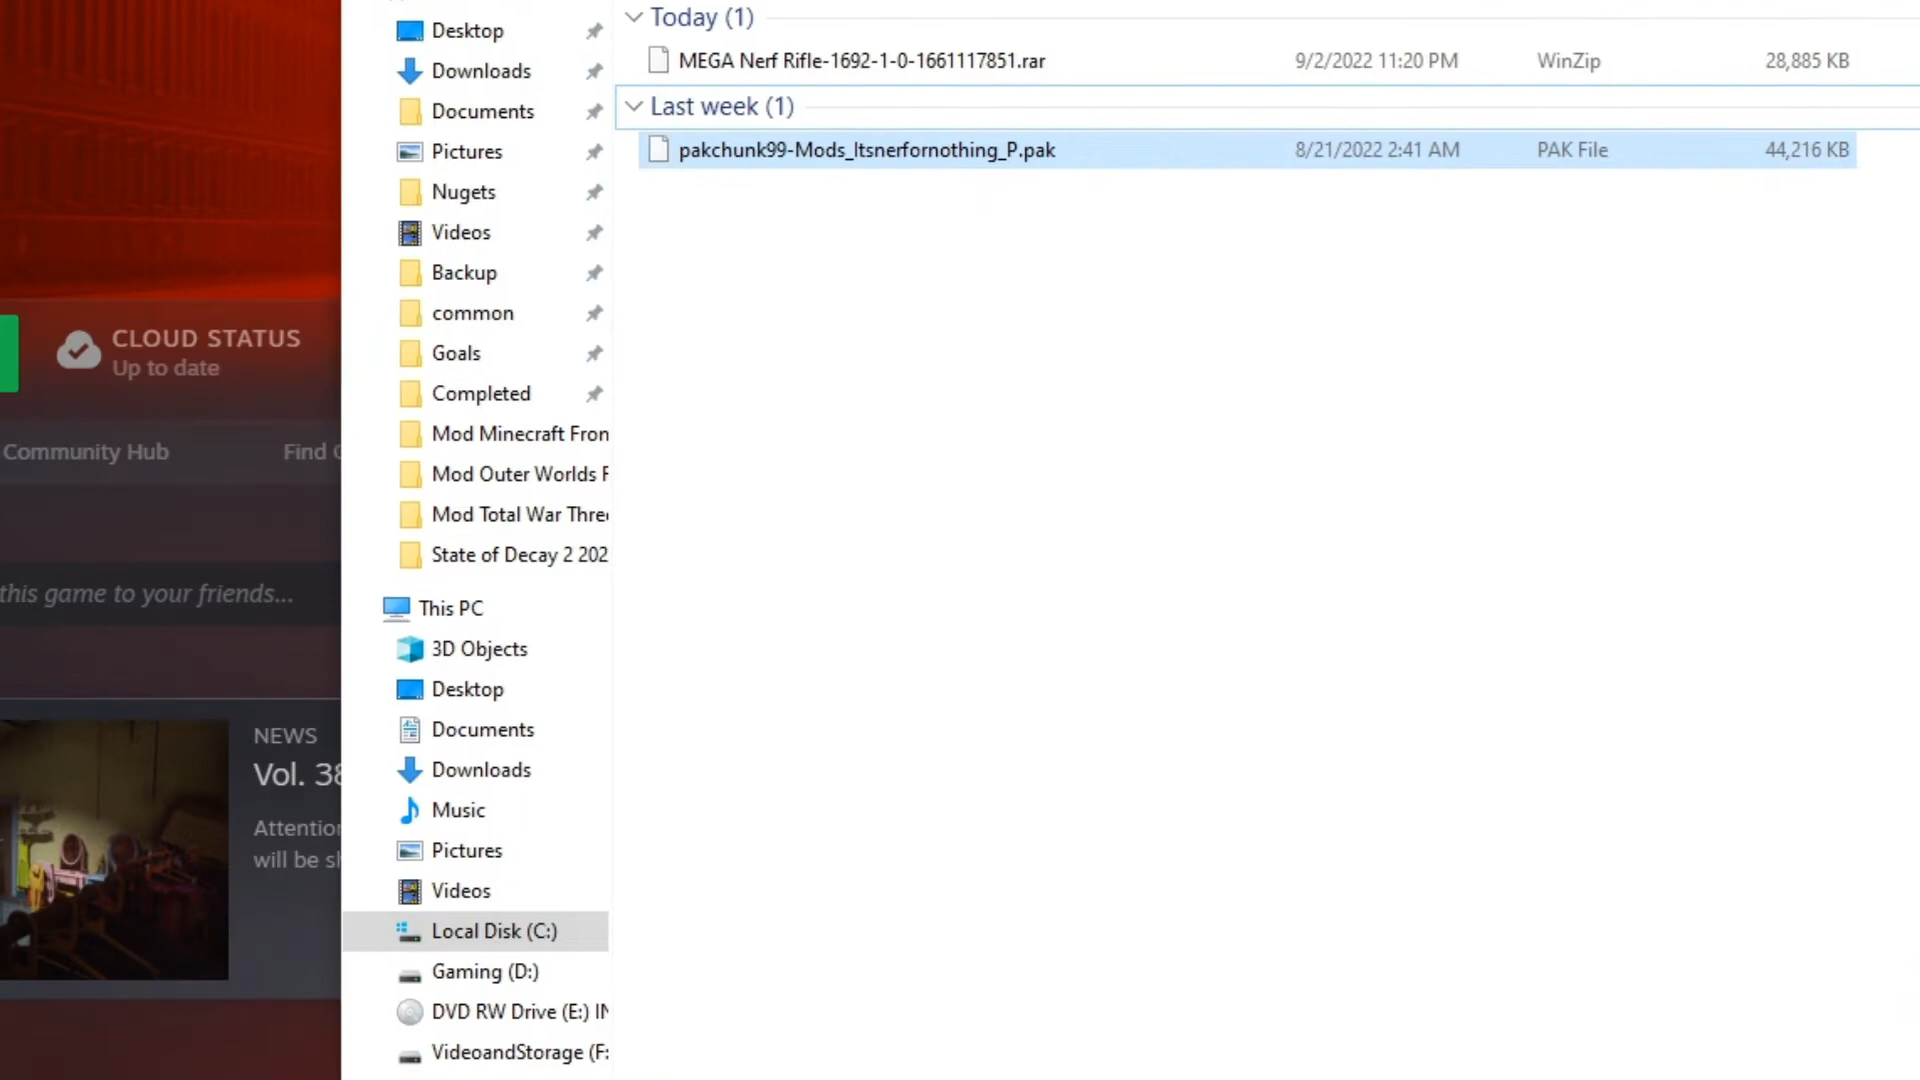 CLOUD STATUS
Up to date
Community Hub
Find
this game to your friends...
NEWS
Vol. 38
Attention
will be
Desktop
Downloads
Documents
Pictures
Nugets
Videos
Backup
common
Goals
Completed
Mod Minecraft Fron
Mod Outer Worlds F
Mod Total War Thre
State of Decay 2 202
This PC
3D Objects
Desktop
Documents
Downloads
Music
Pictures
Videos
Local Disk (C:)
Gaming (D:)
DVD RW Drive (E:) IN
VideoandStorage (F:
Today (1)
MEGA Nerf Rifle-1692-1-0-1661117851.rar 9/2/2022 11:20 PM WinZip 28,885 KB
Last week (1)
pakchunk99-Mods_Itsnerfornothing_P.pak 8/21/2022 2:41 AM PAK File 44,216 KB